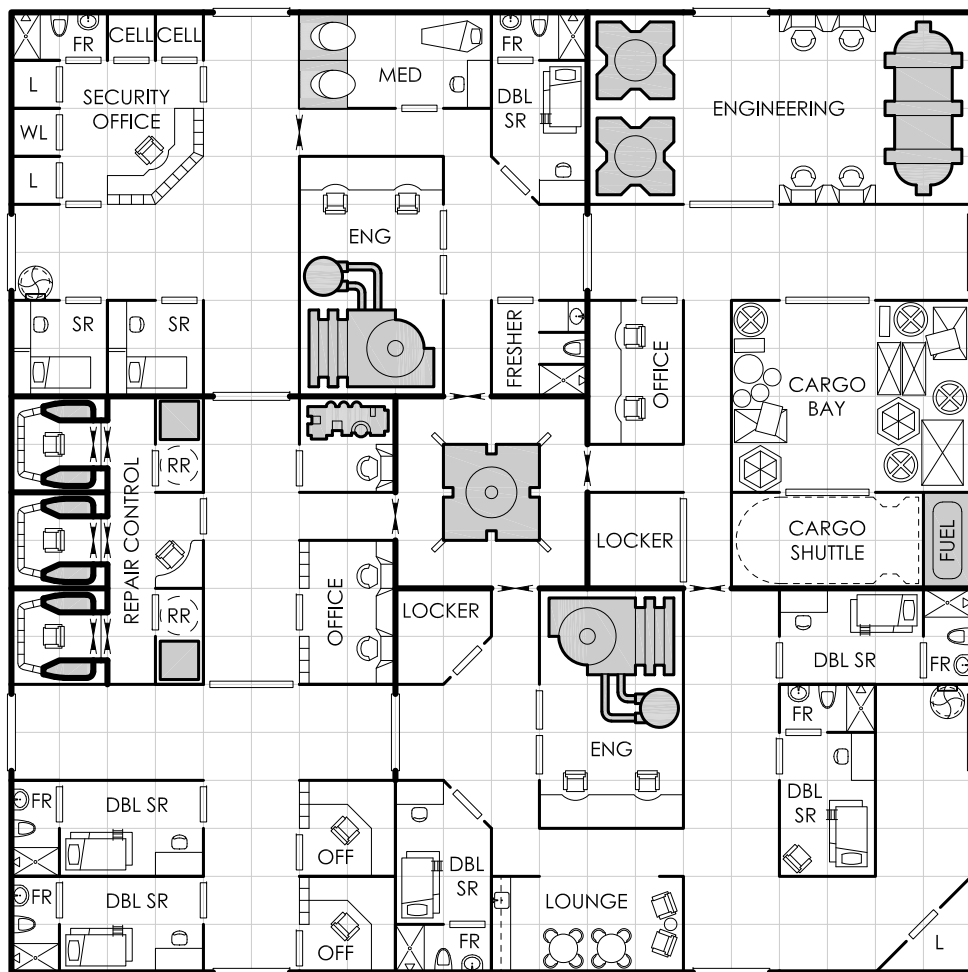 FR
CELL
CELL
FR
L
SECURITY
OFFICE
MED
DBL
SR
ENGINEERING
WL
L
ENG
SR
SR
FRESHER
OFFICE
CARGO
BAY
REPAIR CONTROL
RR
LOCKER
CARGO
SHUTTLE
FUEL
RR
OFFICE
LOCKER
DBL SR
FR
FR
ENG
DBL
SR
FR
DBL SR
OFF
DBL
SR
FR
DBL SR
LOUNGE
OFF
FR
L